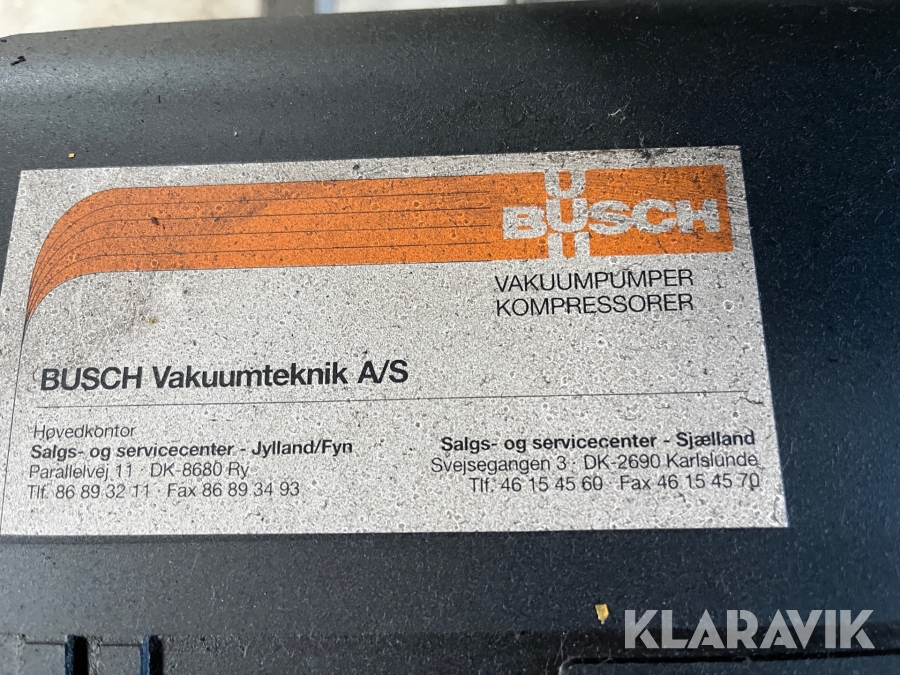 BUSCH
VAKUUMPUMPER
KOMPRESSORER
BUSCH Vakuumteknik A/S
Høvedkontor
Salgs- og servicecenter - Jylland/Fyn
Parallelvej 11 · DK-8680 Ry
Tlf. 86 89 32 11 · Fax 86 89 34 93
Salgs- og servicecenter - Sjælland
Svejsegangen 3 · DK-2690 Karlslunde
Tlf. 46 15 45 60 · Fax 46 15 45 70
KLARAVIK